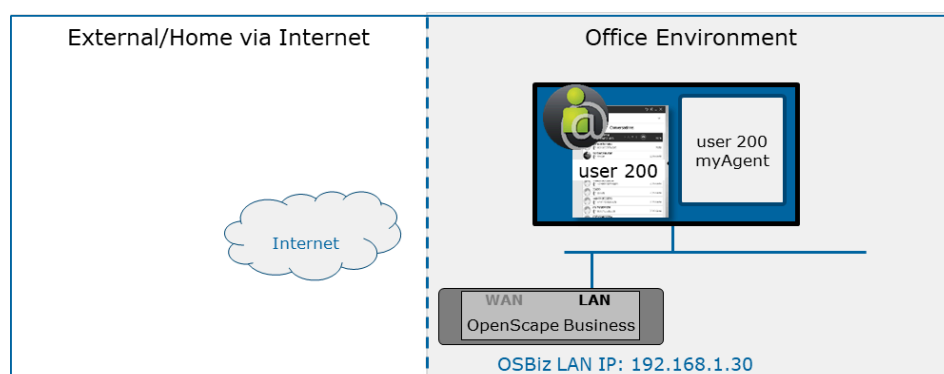 External/Home via Internet
Office Environment
user 200
user 200
myAgent
Internet
WAN LAN
OpenScape Business
OSBiz LAN IP: 192.168.1.30